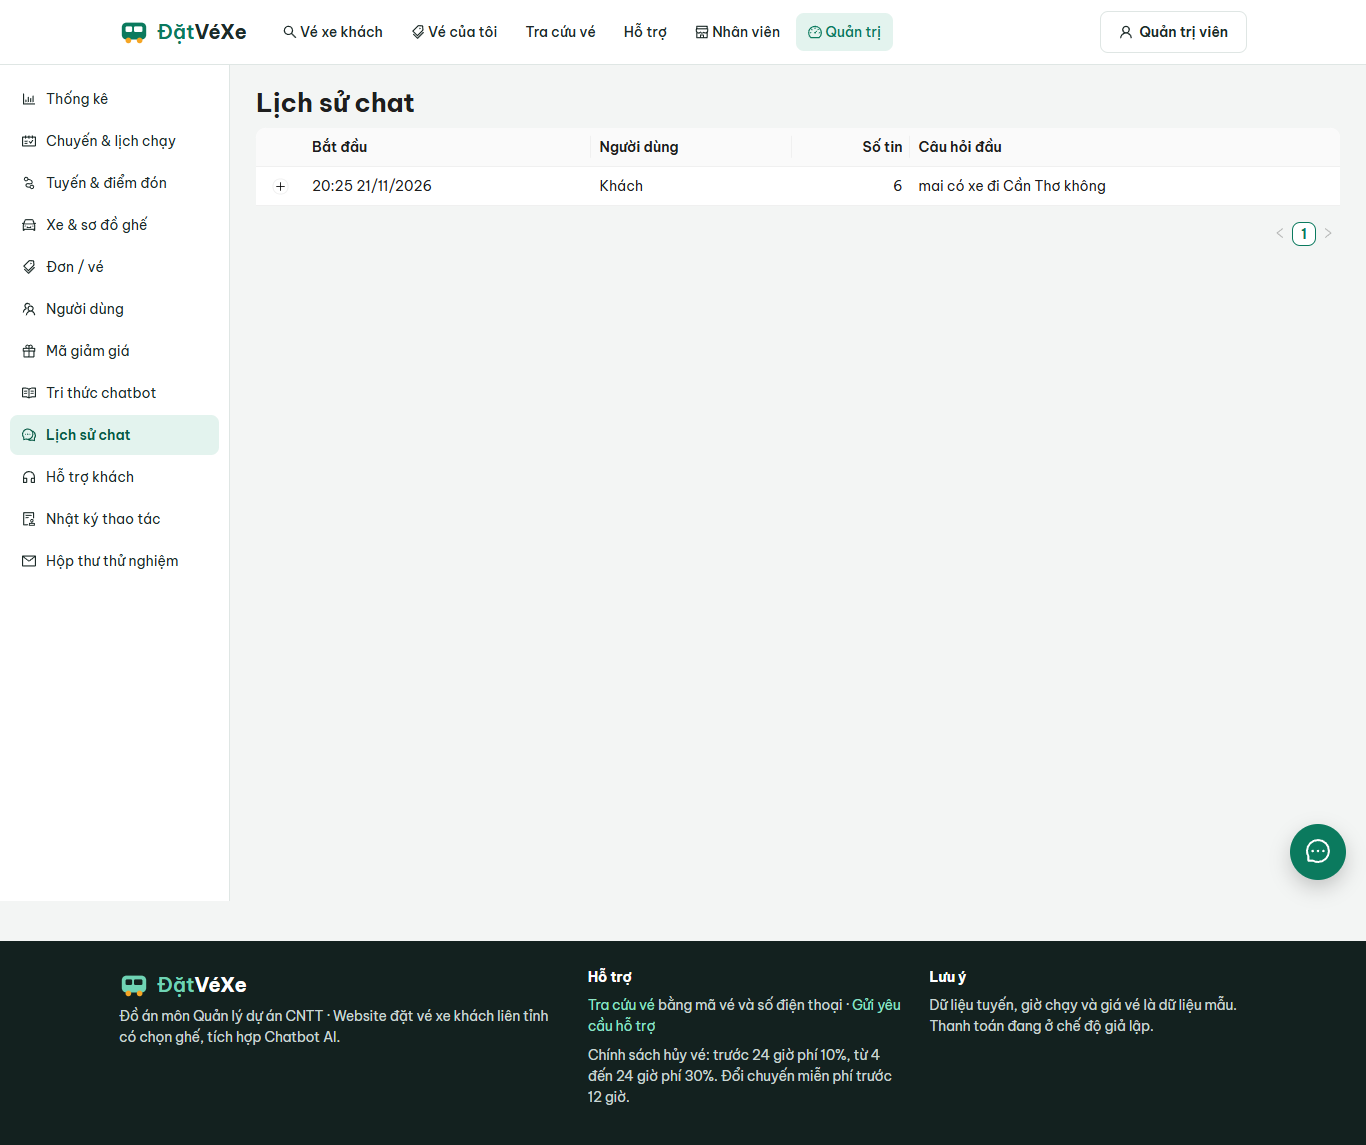 ĐặtVéXe
Vé xe khách
Vé của tôi
Tra cứu vé
Hỗ trợ
Nhân viên
Quản trị
Quản trị viên
Thống kê
Chuyến & lịch chạy
Tuyến & điểm đón
Xe & sơ đồ ghế
Đơn / vé
Người dùng
Mã giảm giá
Tri thức chatbot
Lịch sử chat
Hỗ trợ khách
Nhật ký thao tác
Hộp thư thử nghiệm
Lịch sử chat
Bắt đầu Người dùng Số tin Câu hỏi đầu
20:25 21/11/2026 Khách 6 mai có xe đi Cần Thơ không
1
ĐặtVéXe
Đồ án môn Quản lý dự án CNTT · Website đặt vé xe khách liên tỉnh
có chọn ghế, tích hợp Chatbot AI.
Hỗ trợ
Tra cứu vé bằng mã vé và số điện thoại · Gửi yêu
cầu hỗ trợ
Chính sách hủy vé: trước 24 giờ phí 10%, từ 4
đến 24 giờ phí 30%. Đổi chuyến miễn phí trước
12 giờ.
Lưu ý
Dữ liệu tuyến, giờ chạy và giá vé là dữ liệu mẫu.
Thanh toán đang ở chế độ giả lập.